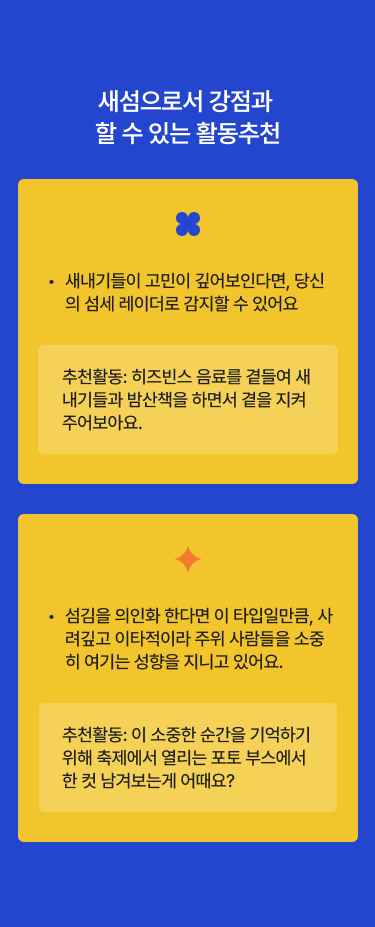 새섬으로서 강점과
할 수 있는 활동추천
• 새내기들이 고민이 깊어보인다면, 당신
의 섬세 레이더로 감지할 수 있어요
추천활동: 히즈빈스 음료를 곁들여 새
내기들과 밤산책을 하면서 곁을 지켜
주어보아요.
• 섬김을 의인화 한다면 이 타입일만큼, 사
려깊고 이타적이라 주위 사람들을 소중
히 여기는 성향을 지니고 있어요.
추천활동: 이 소중한 순간을 기억하기
위해 축제에서 열리는 포토 부스에서
한 컷 남겨보는게 어때요?